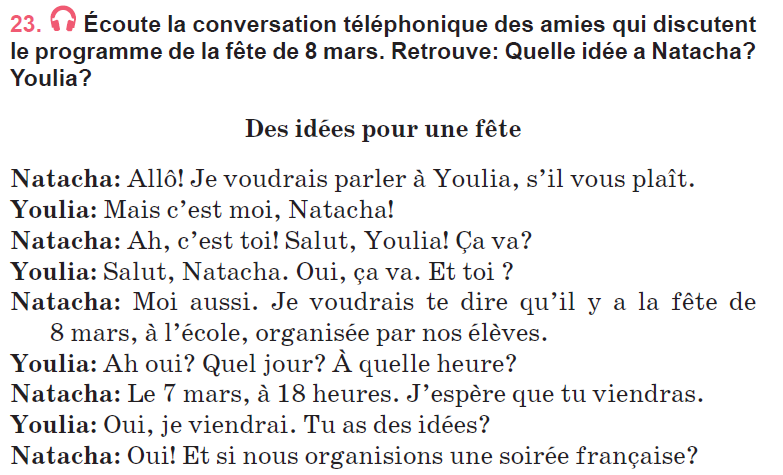 23. Écoute la conversation téléphonique des amies qui discutent
le programme de la fête de 8 mars. Retrouve: Quelle idée a Natacha?
Youlia?
Des idées pour une fête
Natacha: Allô! Je voudrais parler à Youlia, s’il vous plaît.
Youlia: Mais c’est moi, Natacha!
Natacha: Ah, c’est toi! Salut, Youlia! Ça va?
Youlia: Salut, Natacha. Oui, ça va. Et toi ?
Natacha: Moi aussi. Je voudrais te dire qu’il y a la fête de
8 mars, à l’école, organisée par nos élèves.
Youlia: Ah oui? Quel jour? À quelle heure?
Natacha: Le 7 mars, à 18 heures. J’espère que tu viendras.
Youlia: Oui, je viendrai. Tu as des idées?
Natacha: Oui! Et si nous organisions une soirée française?